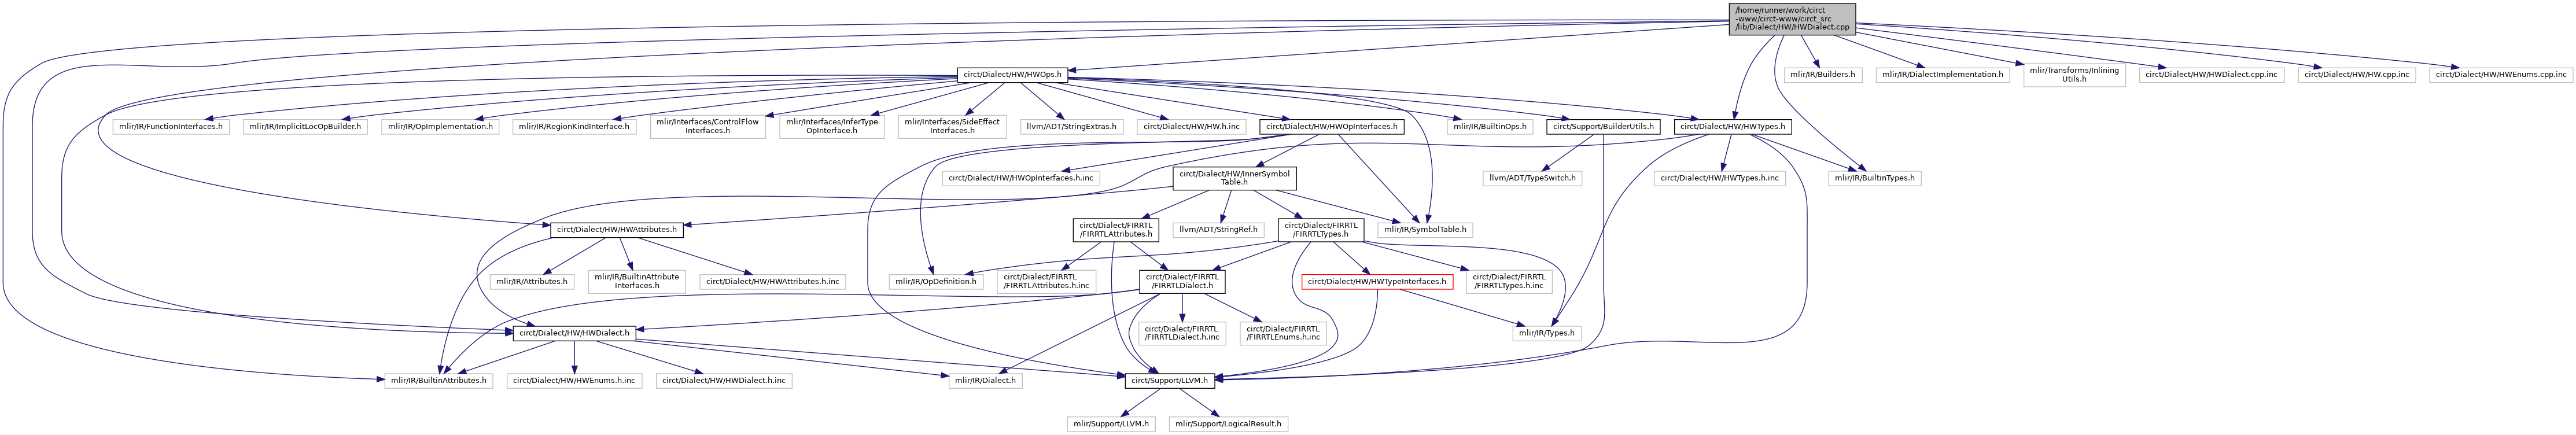 /home/runner/work/circt
-www/circt-www/circt_src
/lib/Dialect/HW/HWDialect.cpp
circt/Dialect/HW/HWOps.h
mlir/IR/Builders.h
mlir/IR/DialectImplementation.h
mlir/Transforms/Inlining
Utils.h
circt/Dialect/HW/HWDialect.cpp.inc
circt/Dialect/HW/HW.cpp.inc
circt/Dialect/HW/HWEnums.cpp.inc
mlir/IR/FunctionInterfaces.h
mlir/IR/ImplicitLocOpBuilder.h
mlir/IR/OpImplementation.h
mlir/IR/RegionKindInterface.h
mlir/Interfaces/ControlFlow
Interfaces.h
mlir/Interfaces/InferType
OpInterface.h
mlir/Interfaces/SideEffect
Interfaces.h
llvm/ADT/StringExtras.h
circt/Dialect/HW/HW.h.inc
circt/Dialect/HW/HWOpInterfaces.h
mlir/IR/BuiltinOps.h
circt/Support/BuilderUtils.h
circt/Dialect/HW/HWTypes.h
circt/Dialect/HW/HWOpInterfaces.h.inc
circt/Dialect/HW/InnerSymbol
Table.h
llvm/ADT/TypeSwitch.h
circt/Dialect/HW/HWTypes.h.inc
mlir/IR/BuiltinTypes.h
circt/Dialect/HW/HWAttributes.h
circt/Dialect/FIRRTL
/FIRRTLAttributes.h
llvm/ADT/StringRef.h
circt/Dialect/FIRRTL
/FIRRTLTypes.h
mlir/IR/SymbolTable.h
mlir/IR/Attributes.h
mlir/IR/BuiltinAttribute
Interfaces.h
circt/Dialect/HW/HWAttributes.h.inc
mlir/IR/OpDefinition.h
circt/Dialect/FIRRTL
/FIRRTLAttributes.h.inc
circt/Dialect/FIRRTL
/FIRRTLDialect.h
circt/Dialect/HW/HWTypeInterfaces.h
circt/Dialect/FIRRTL
/FIRRTLTypes.h.inc
circt/Dialect/HW/HWDialect.h
circt/Dialect/FIRRTL
/FIRRTLDialect.h.inc
circt/Dialect/FIRRTL
/FIRRTLEnums.h.inc
mlir/IR/Types.h
mlir/IR/BuiltinAttributes.h
circt/Dialect/HW/HWEnums.h.inc
circt/Dialect/HW/HWDialect.h.inc
mlir/IR/Dialect.h
circt/Support/LLVM.h
mlir/Support/LLVM.h
mlir/Support/LogicalResult.h